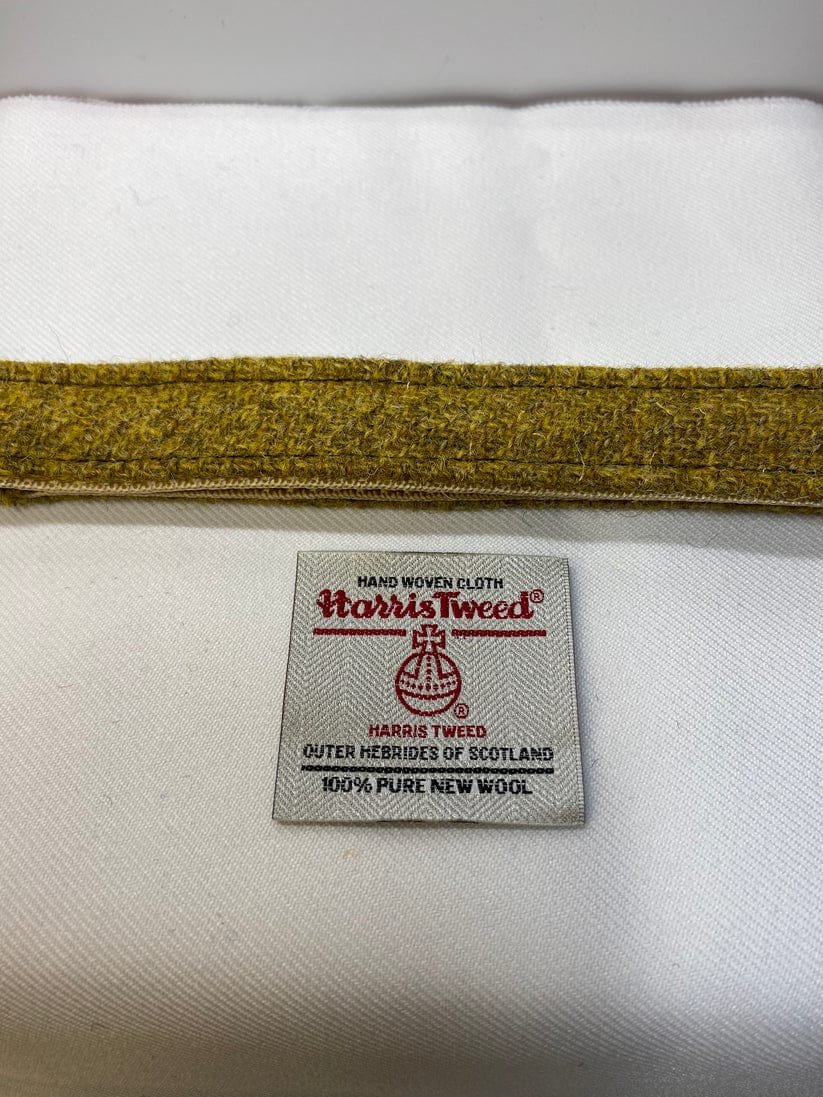 HAND WOVEN CLOTH
Harris Tweed®
®
HARRIS TWEED
OUTER HEBRIDES OF SCOTLAND
100% PURE NEW WOOL